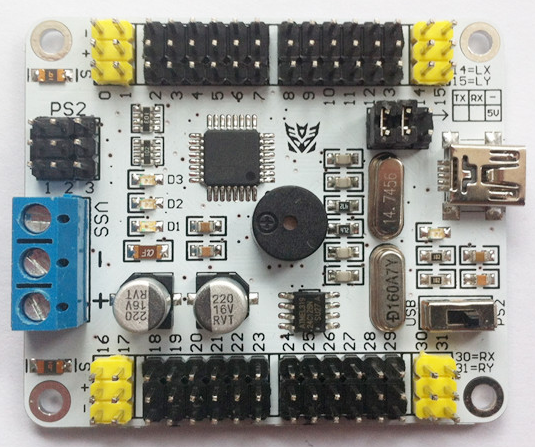 -
+
S
0 1 2 3 4 5 6 7 8 9 10 11 12 13 14 15
14=LX
15=LY
TX RX -
5V
PS2
1 2 3
D3
D2
D1
VSS
-
+
14.7456
D160A7Y
220
16V
RVT
220
16V
RVT
USB
PS2
16 17 18 19 20 21 22 23 24 25 26 27 28 29 30 31
S
+
-
30=RX
31=RY